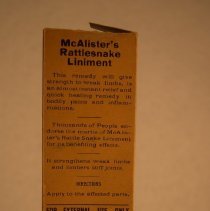 McAlister's
Rattlesnake
Liniment
This remedy will give
strength to weak limbs, is
an almost instant relief and
quick healing remedy in
bodily pains and inflam-
mations.
Thousands of People en-
dorse the merits of McAlis-
ter's Rattle Snake Liniment
for its benefiting effects.
It strengthens weak limbs
and limbers stiff joints.
DIRECTIONS
Apply to the affected parts.
FOR EXTERNAL USE ONLY